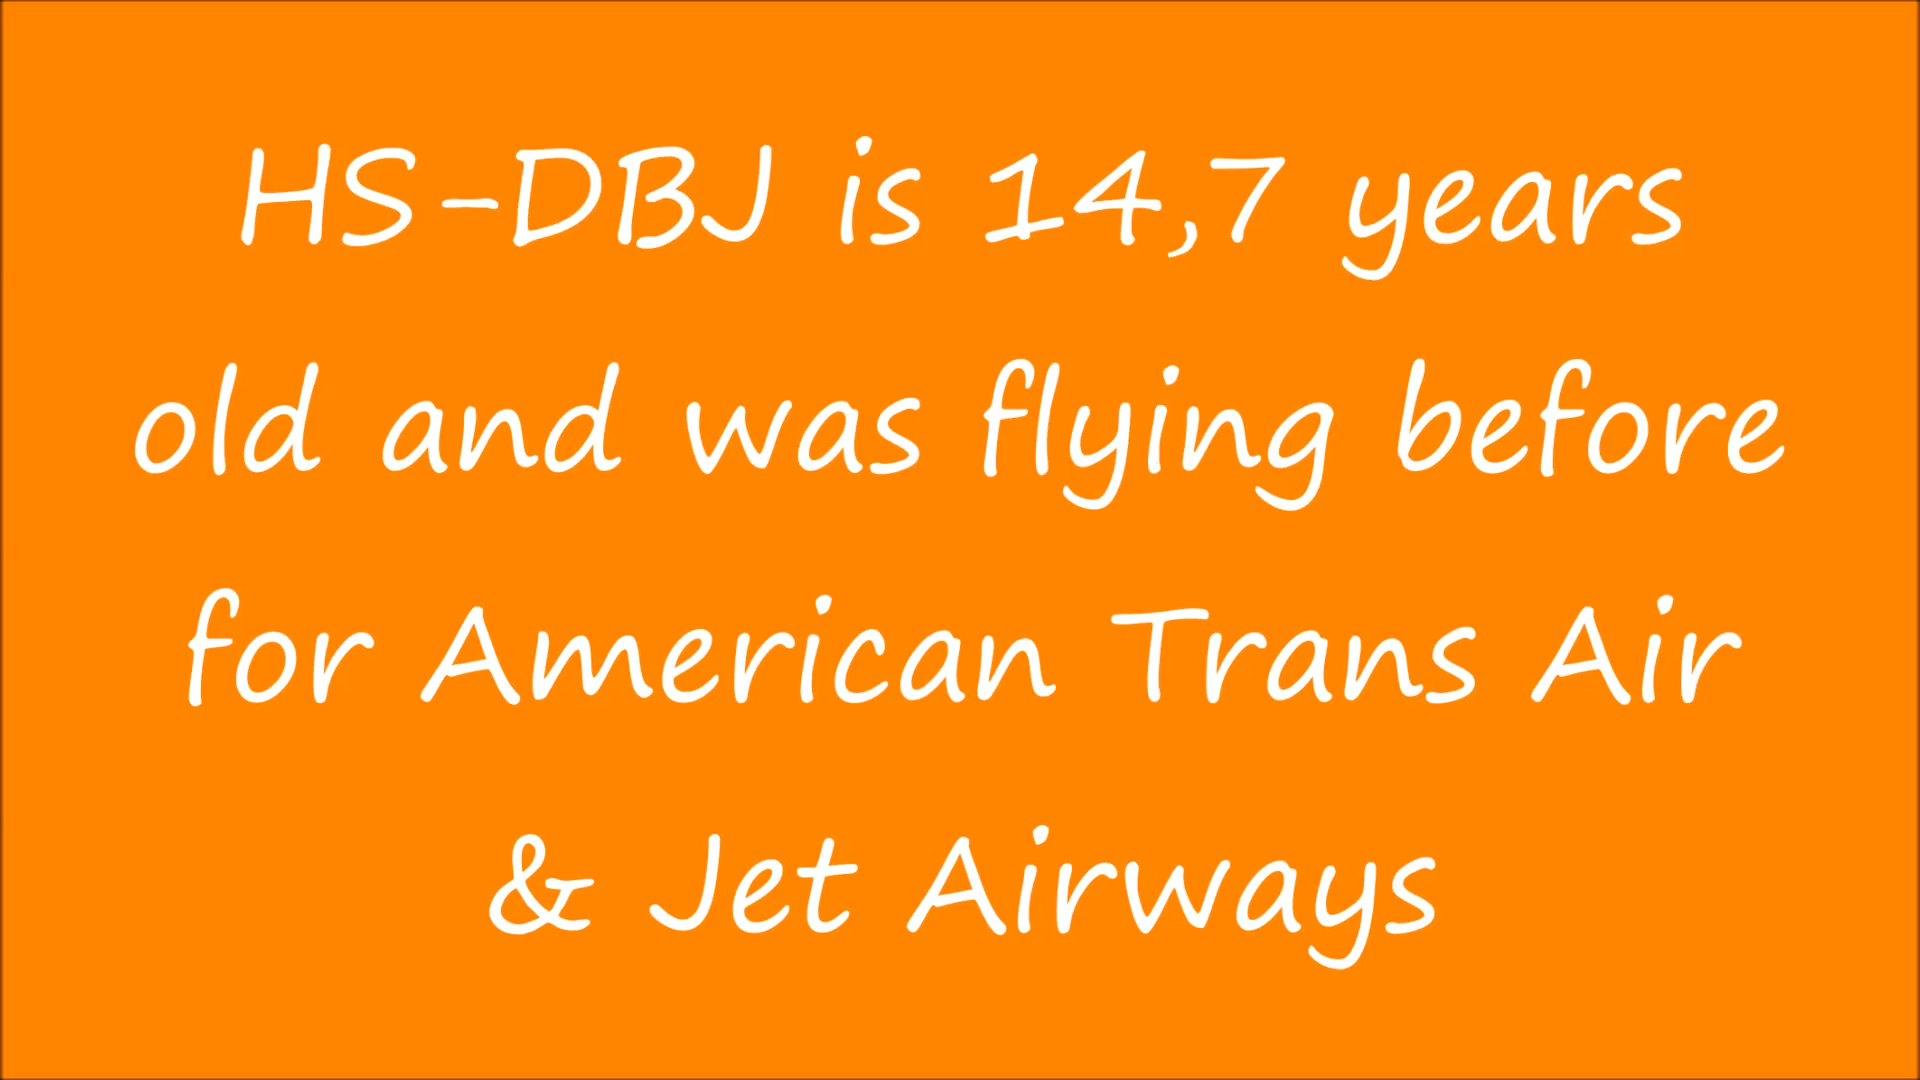 HS-DBJ is 14,7 years
old and was flying before
for American Trans Air
& Jet Airways